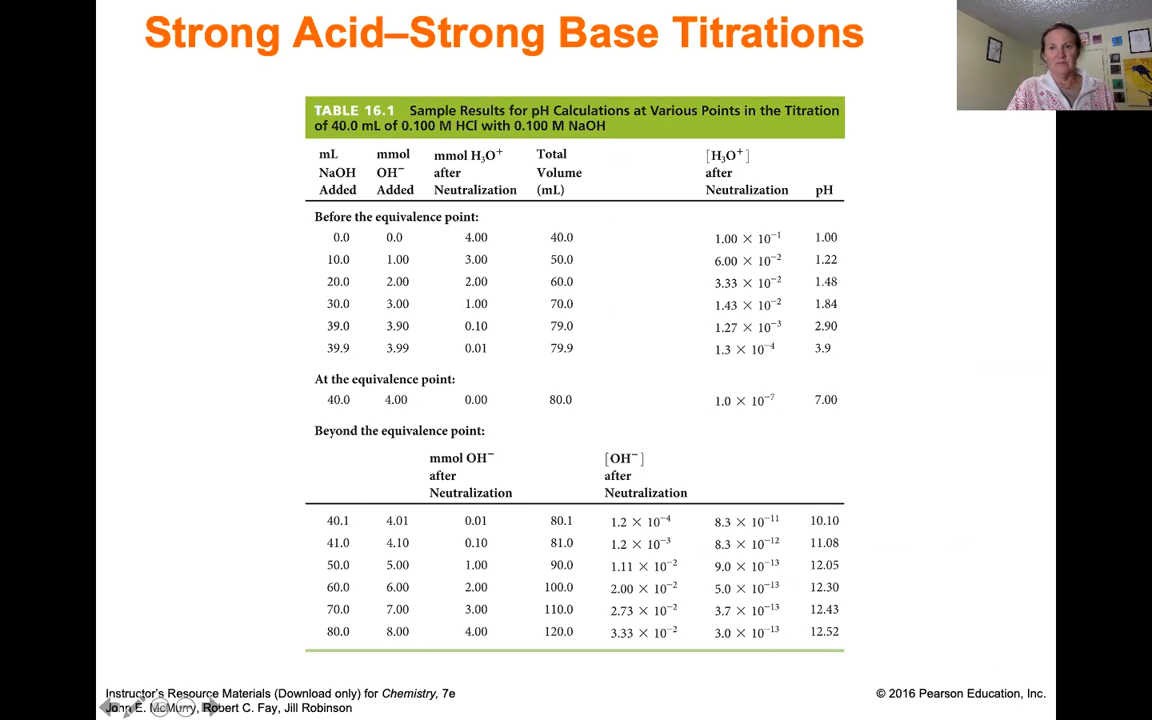 Strong Acid–Strong Base Titrations
TABLE 16.1 Sample Results for pH Calculations at Various Points in the Titration
of 40.0 mL of 0.100 M HCl with 0.100 M NaOH
mL mmol mmol H₃O⁺ Total [H₃O⁺]
NaOH OH⁻ after Volume after
Added Added Neutralization (mL) Neutralization pH
Before the equivalence point:
0.0 0.0 4.00 40.0 1.00 × 10⁻¹ 1.00
10.0 1.00 3.00 50.0 6.00 × 10⁻² 1.22
20.0 2.00 2.00 60.0 3.33 × 10⁻² 1.48
30.0 3.00 1.00 70.0 1.43 × 10⁻² 1.84
39.0 3.90 0.10 79.0 1.27 × 10⁻³ 2.90
39.9 3.99 0.01 79.9 1.3 × 10⁻⁴ 3.9
At the equivalence point:
40.0 4.00 0.00 80.0 1.0 × 10⁻⁷ 7.00
Beyond the equivalence point:
mmol OH⁻ [OH⁻]
after after
Neutralization Neutralization
40.1 4.01 0.01 80.1 1.2 × 10⁻⁴ 8.3 × 10⁻¹¹ 10.10
41.0 4.10 0.10 81.0 1.2 × 10⁻³ 8.3 × 10⁻¹² 11.08
50.0 5.00 1.00 90.0 1.11 × 10⁻² 9.0 × 10⁻¹³ 12.05
60.0 6.00 2.00 100.0 2.00 × 10⁻² 5.0 × 10⁻¹³ 12.30
70.0 7.00 3.00 110.0 2.73 × 10⁻² 3.7 × 10⁻¹³ 12.43
80.0 8.00 4.00 120.0 3.33 × 10⁻² 3.0 × 10⁻¹³ 12.52
Instructor's Resource Materials (Download only) for Chemistry, 7e
John E. McMurry, Robert C. Fay, Jill Robinson
© 2016 Pearson Education, Inc.